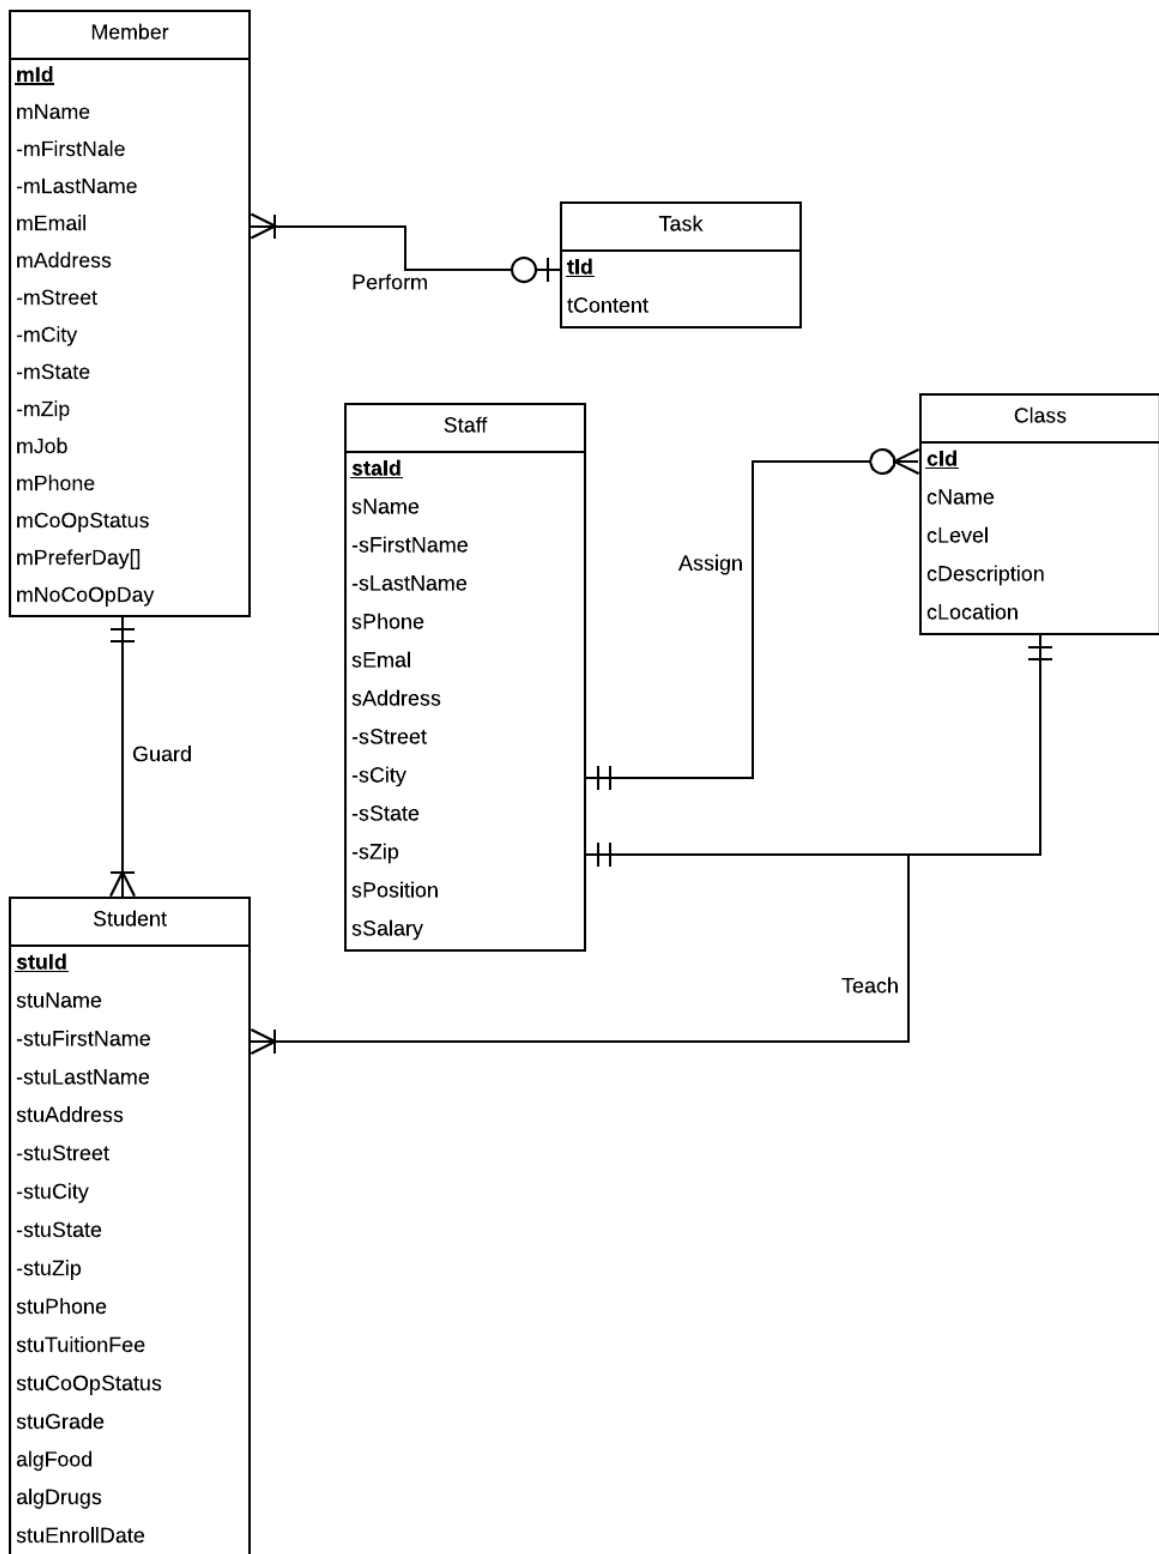 Member
mId
mName
-mFirstNale
-mLastName
mEmail
mAddress
-mStreet
-mCity
-mState
-mZip
mJob
mPhone
mCoOpStatus
mPreferDay[]
mNoCoOpDay
Perform
Task
tId
tContent
Staff
staId
sName
-sFirstName
-sLastName
sPhone
sEmal
sAddress
-sStreet
-sCity
-sState
-sZip
sPosition
sSalary
Assign
Class
cId
cName
cLevel
cDescription
cLocation
Guard
Teach
Student
stuId
stuName
-stuFirstName
-stuLastName
stuAddress
-stuStreet
-stuCity
-stuState
-stuZip
stuPhone
stuTuitionFee
stuCoOpStatus
stuGrade
algFood
algDrugs
stuEnrollDate